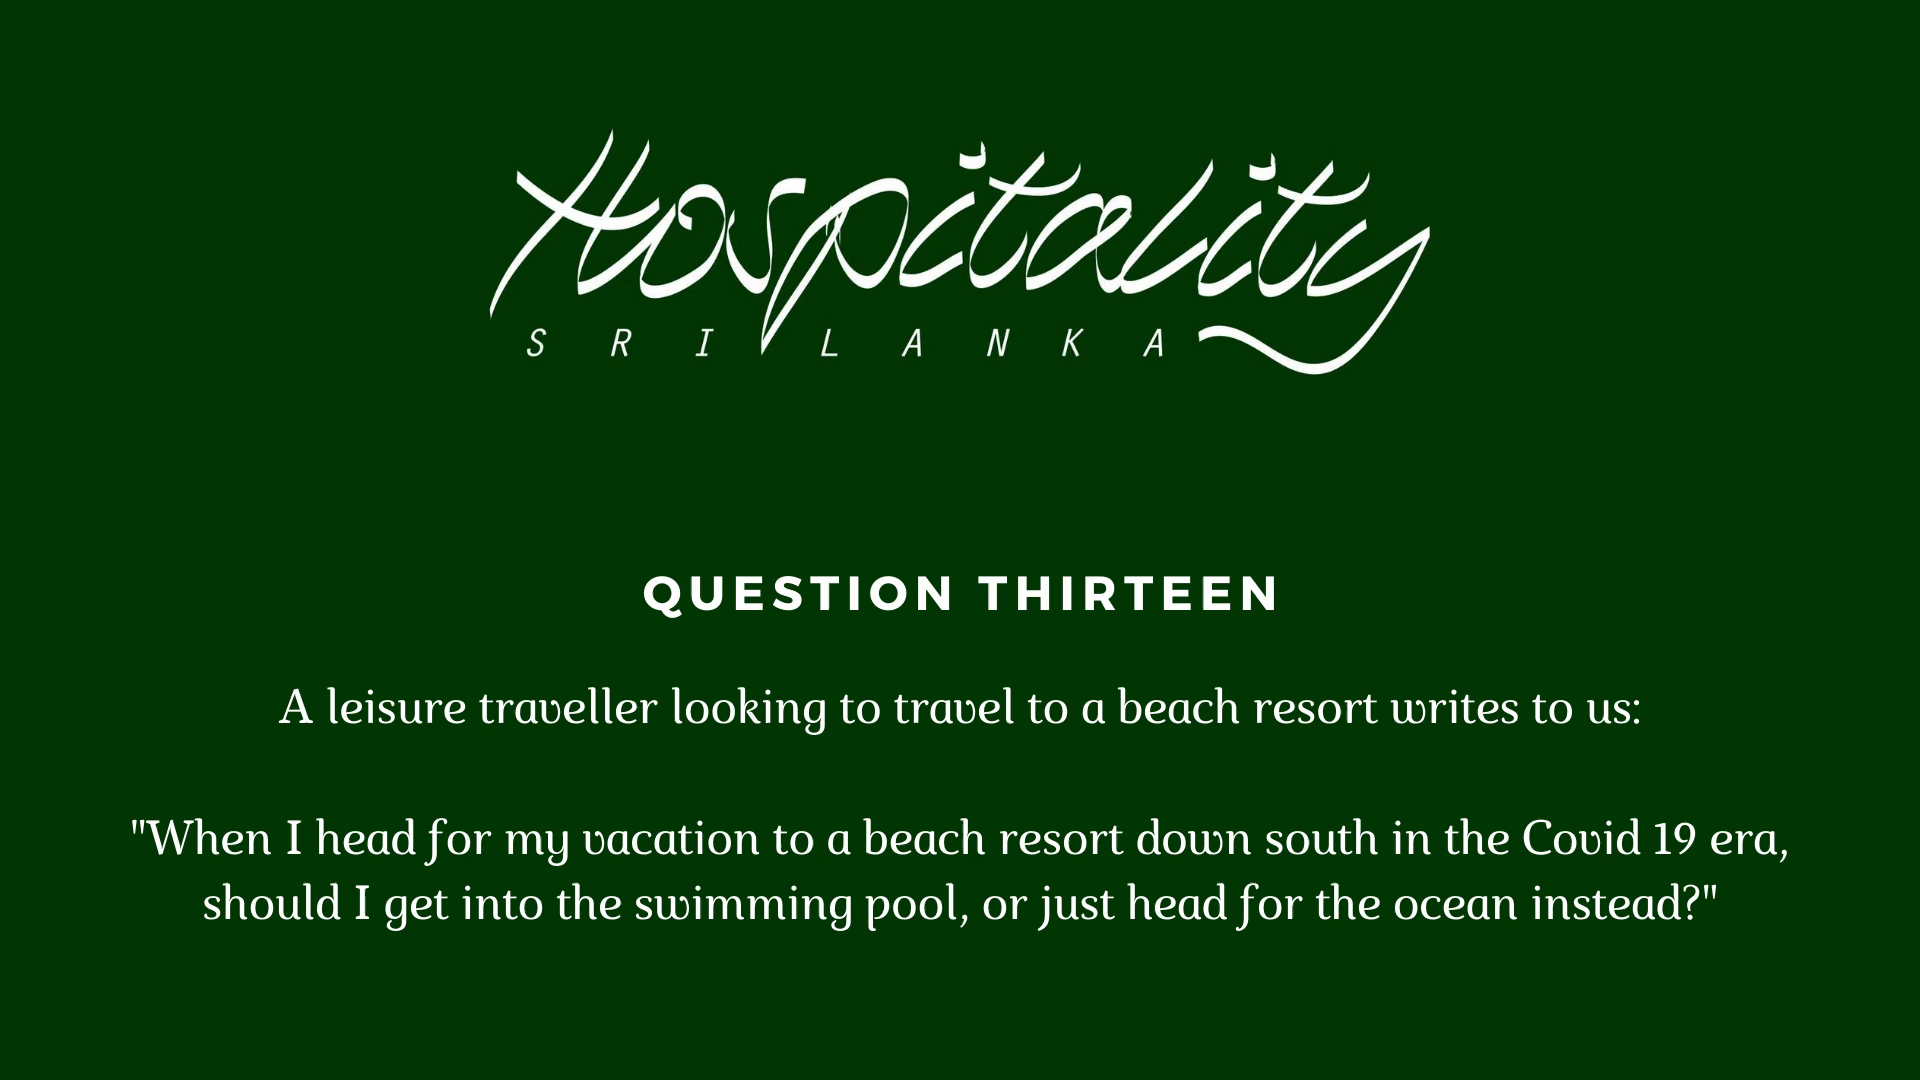 Hospitality
SRI LANKA
QUESTION THIRTEEN
A leisure traveller looking to travel to a beach resort writes to us:
"When I head for my vacation to a beach resort down south in the Covid 19 era,
should I get into the swimming pool, or just head for the ocean instead?"